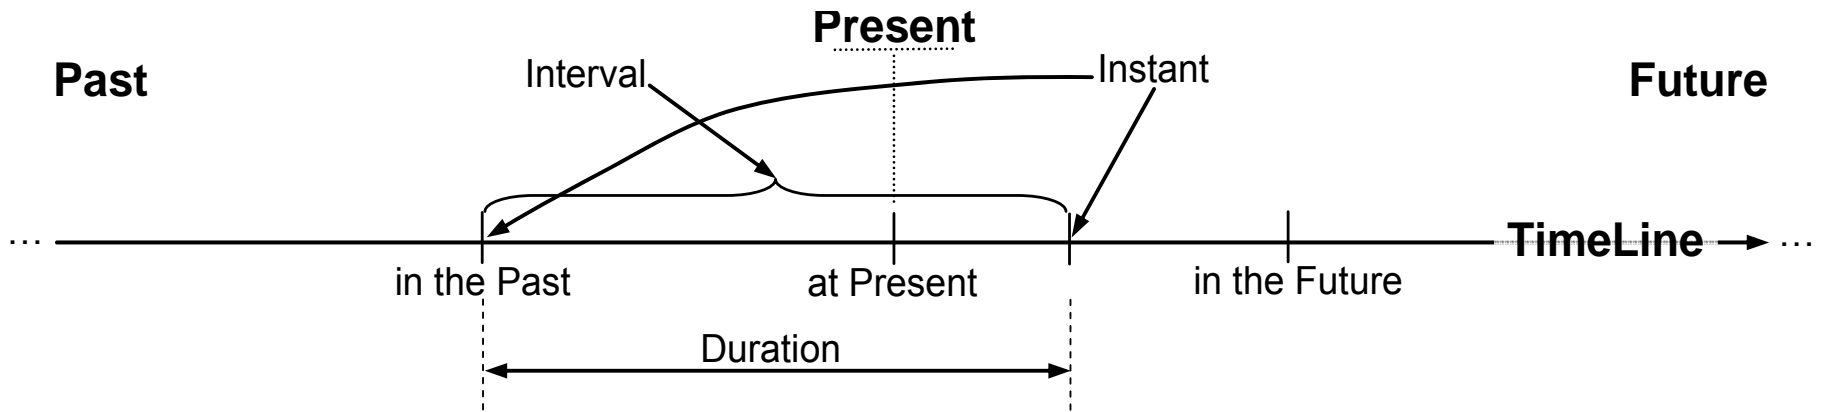 Present
Past
Interval
Instant
Future
...
TimeLine
...
in the Past
at Present
in the Future
Duration